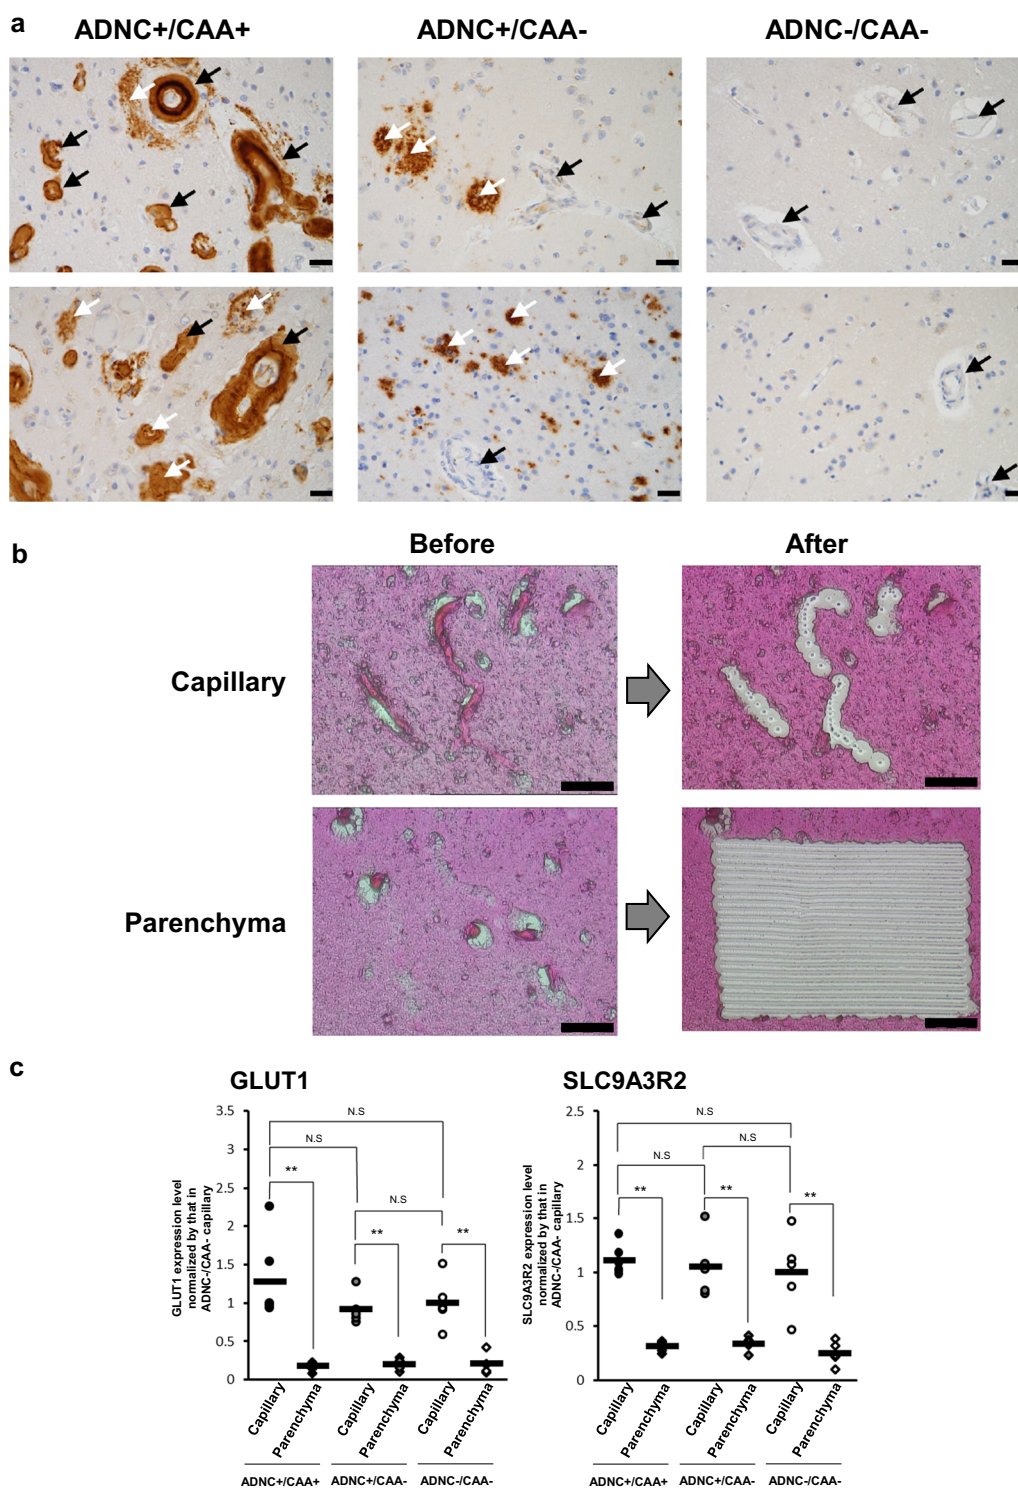 a
ADNC+/CAA+
ADNC+/CAA-
ADNC-/CAA-
b
Before
After
Capillary
Parenchyma
c
GLUT1
SLC9A3R2
GLUT1 expression level
normalized by that in
ADNC-/CAA- capillary
3.5
3
2.5
2
1.5
1
0.5
0
N.S
N.S
**
N.S
**
**
Capillary
Parenchyma
Capillary
Parenchyma
Capillary
Parenchyma
ADNC+/CAA+
ADNC+/CAA-
ADNC-/CAA-
SLC9A3R2 expression level
normalized by that in
ADNC-/CAA- capillary
2.5
2
1.5
1
0.5
0
N.S
N.S
N.S
**
**
**
Capillary
Parenchyma
Capillary
Parenchyma
Capillary
Parenchyma
ADNC+/CAA+
ADNC+/CAA-
ADNC-/CAA-